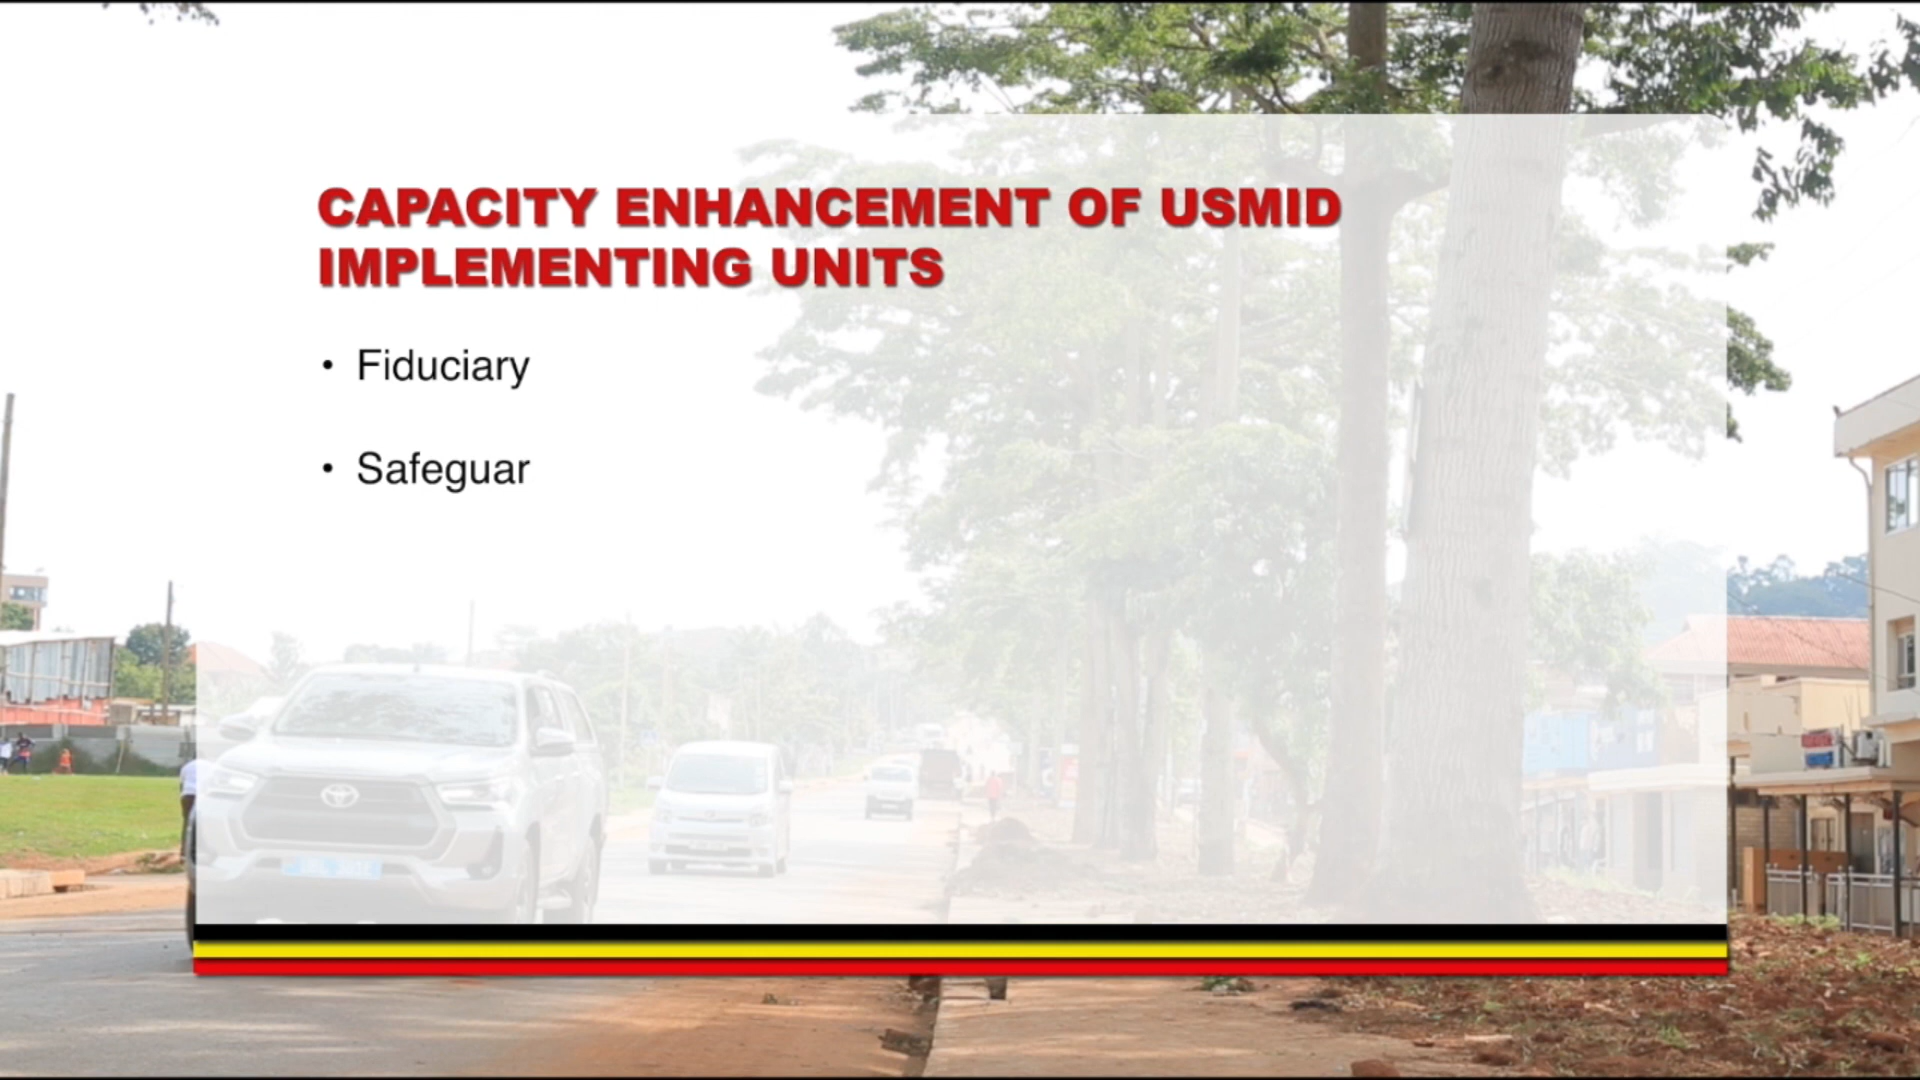 CAPACITY ENHANCEMENT OF USMID
IMPLEMENTING UNITS
• Fiduciary
• Safeguar